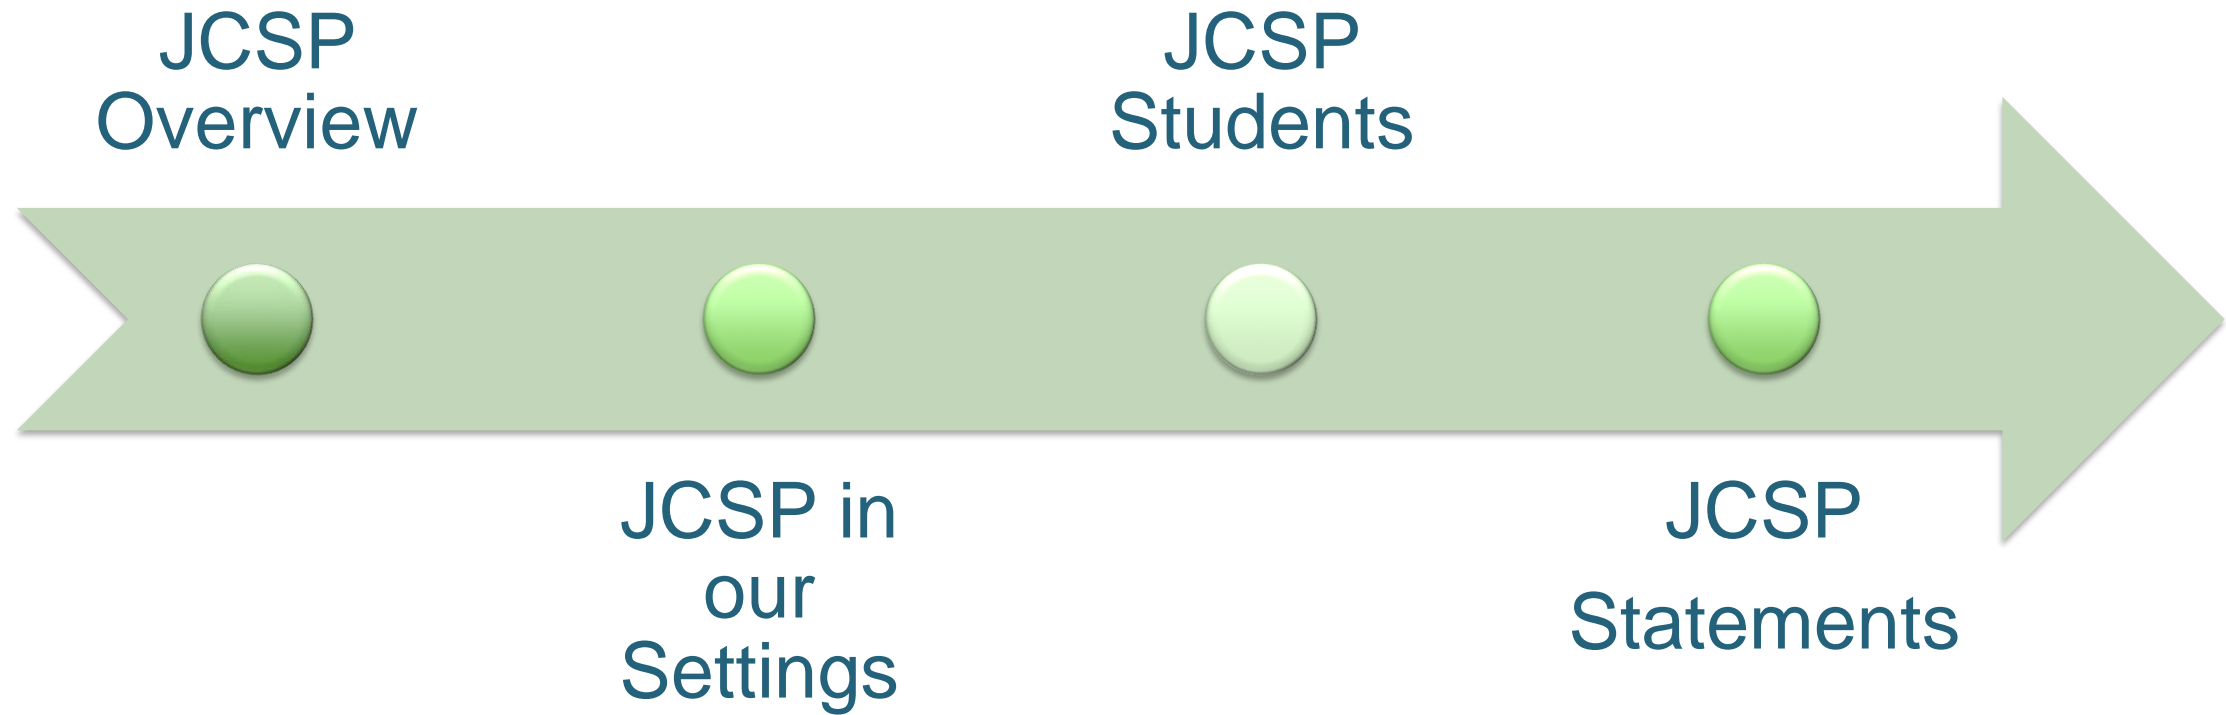 JCSP
Overview
JCSP in
our
Settings
JCSP
Students
JCSP
Statements